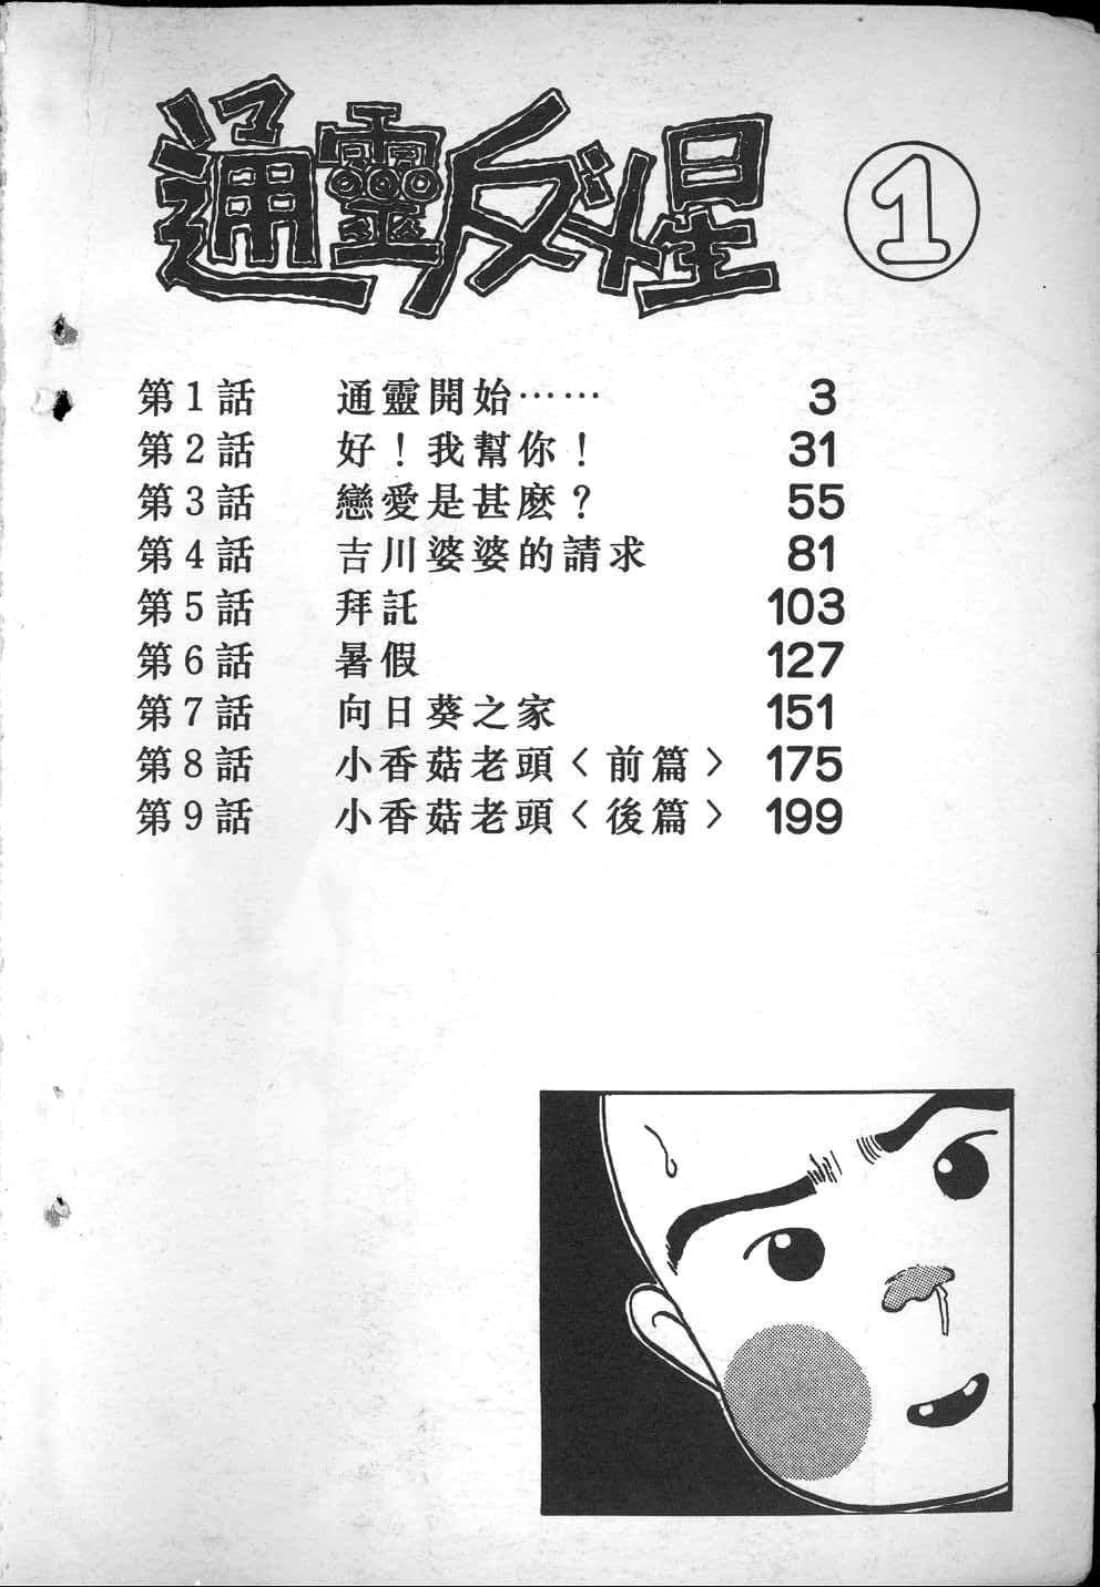 通靈反斗星 1
第1話 通靈開始…… 3
第2話 好！我幫你！ 31
第3話 戀愛是甚麽？ 55
第4話 吉川婆婆的請求 81
第5話 拜託 103
第6話 暑假 127
第7話 向日葵之家 151
第8話 小香菇老頭〈前篇〉 175
第9話 小香菇老頭〈後篇〉 199